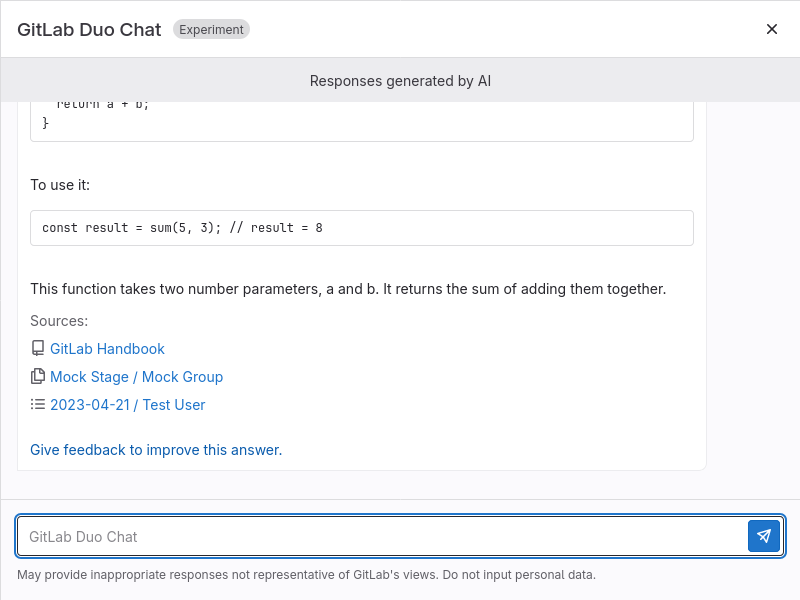 GitLab Duo Chat Experiment
Responses generated by AI
return a + b;
}
To use it:
const result = sum(5, 3); // result = 8
This function takes two number parameters, a and b. It returns the sum of adding them together.
Sources:
GitLab Handbook
Mock Stage / Mock Group
2023-04-21 / Test User
Give feedback to improve this answer.
GitLab Duo Chat
May provide inappropriate responses not representative of GitLab's views. Do not input personal data.